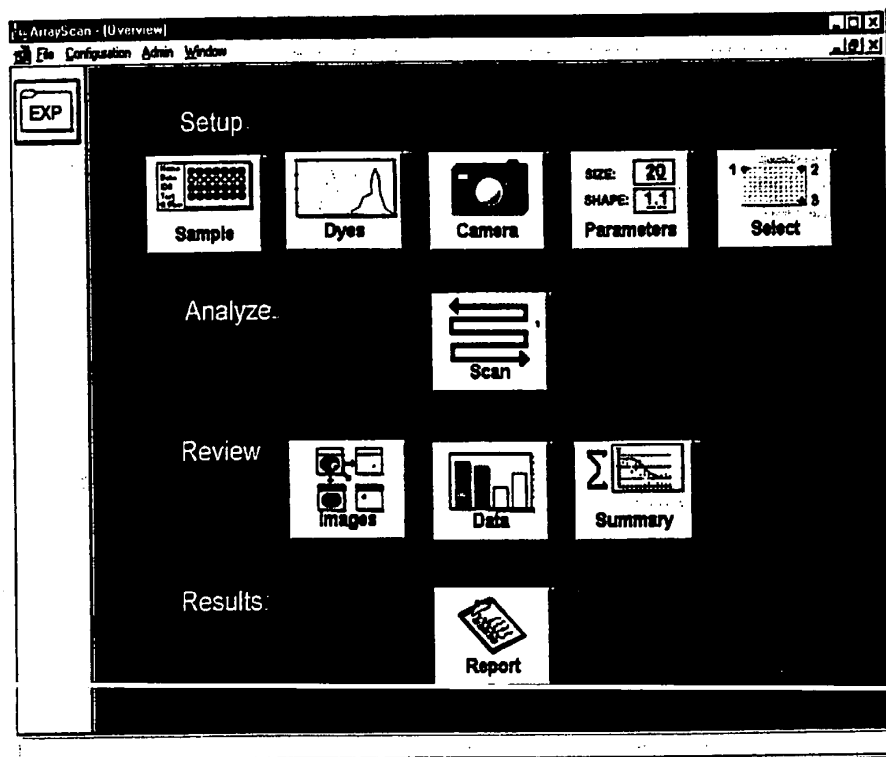 ArrayScan - [Overview]
File Configuration Admin Window
EXP
Setup
SIZE: 20
SHAPE: 1.1
1 2
3
Sample Dyes Camera Parameters Select
Analyze
Scan
Review
Images Data Summary
Results:
Report